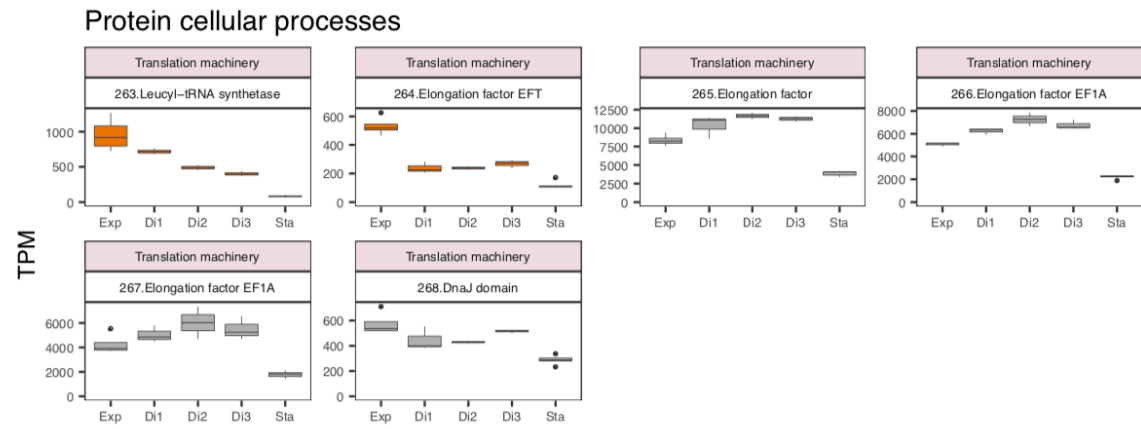 Protein cellular processes
Translation machinery
263.Leucyl−tRNA synthetase
1000
500
0
Exp Di1 Di2 Di3 Sta
Translation machinery
264.Elongation factor EFT
600
400
200
0
Exp Di1 Di2 Di3 Sta
Translation machinery
265.Elongation factor
12500
10000
7500
5000
2500
0
Exp Di1 Di2 Di3 Sta
Translation machinery
266.Elongation factor EF1A
8000
6000
4000
2000
0
Exp Di1 Di2 Di3 Sta
TPM
Translation machinery
267.Elongation factor EF1A
6000
4000
2000
0
Exp Di1 Di2 Di3 Sta
Translation machinery
268.DnaJ domain
600
400
200
0
Exp Di1 Di2 Di3 Sta